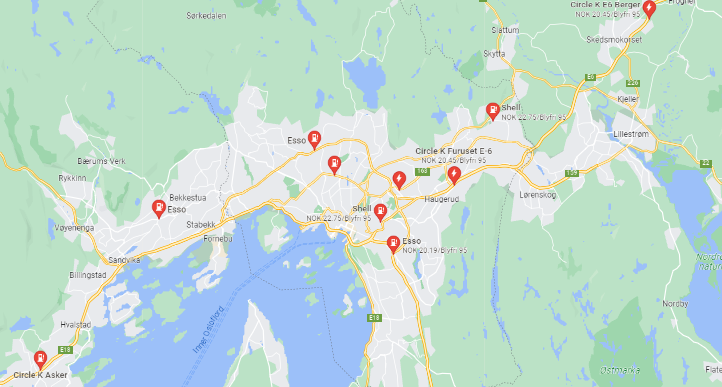 Circle K E6 Berger
NOK 20.45/Blyfri 95
Frogner
Sørkedalen
Slattum
Skedsmokorset
Skytta
E6
Z26
Kjeller
Shell
NOK 22.75/Blyfri 95
Lillestrøm
Esso
Circle K Furuset E-6
NOK 20.45/Blyfri 95
Bærums Verk
22
Rykkinn
103
159
Bekkestua
Haugerud
Lørenskog
Esso
Shell
NOK 22.75/Blyfri 95
Vøyenenga
Stabekk
Fornebu
Esso
NOK 20.19/Blyfri 95
Sandvika
Billingstad
Nordby
Indre Oslofjord
E18
Hvalstad
E18
Østmarka
Circle K Asker